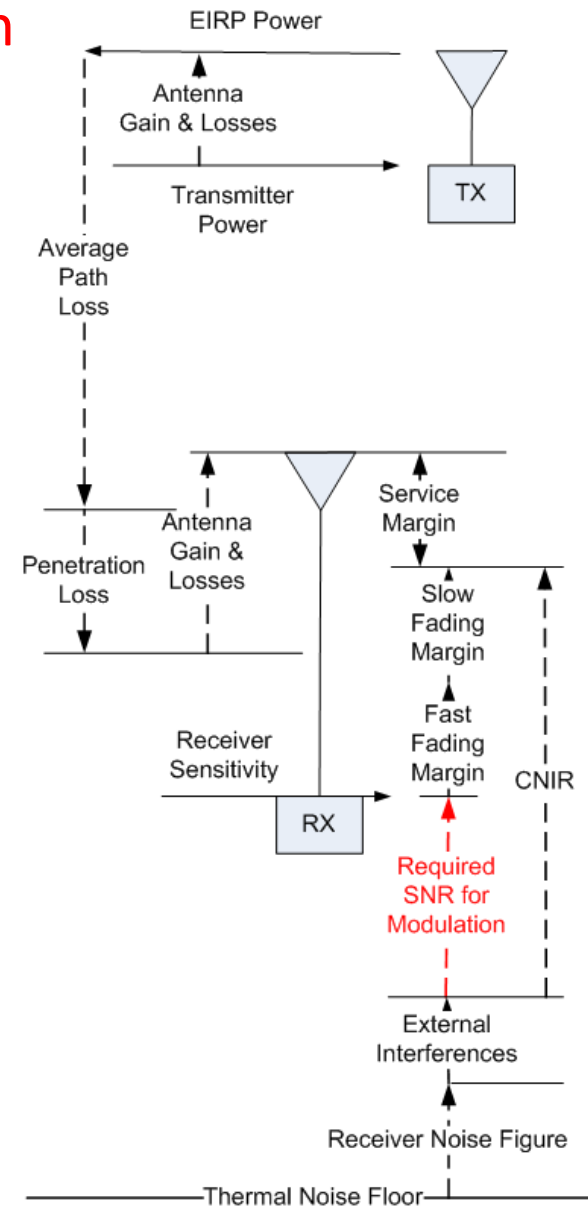 n
EIRP Power
Antenna
Gain & Losses
Transmitter
Power
TX
Average
Path
Loss
Service
Margin
Antenna
Gain &
Losses
Penetration
Loss
Slow
Fading
Margin
Fast
Fading
Margin
Receiver
Sensitivity
CNIR
RX
Required
SNR for
Modulation
External
Interferences
Receiver Noise Figure
Thermal Noise Floor